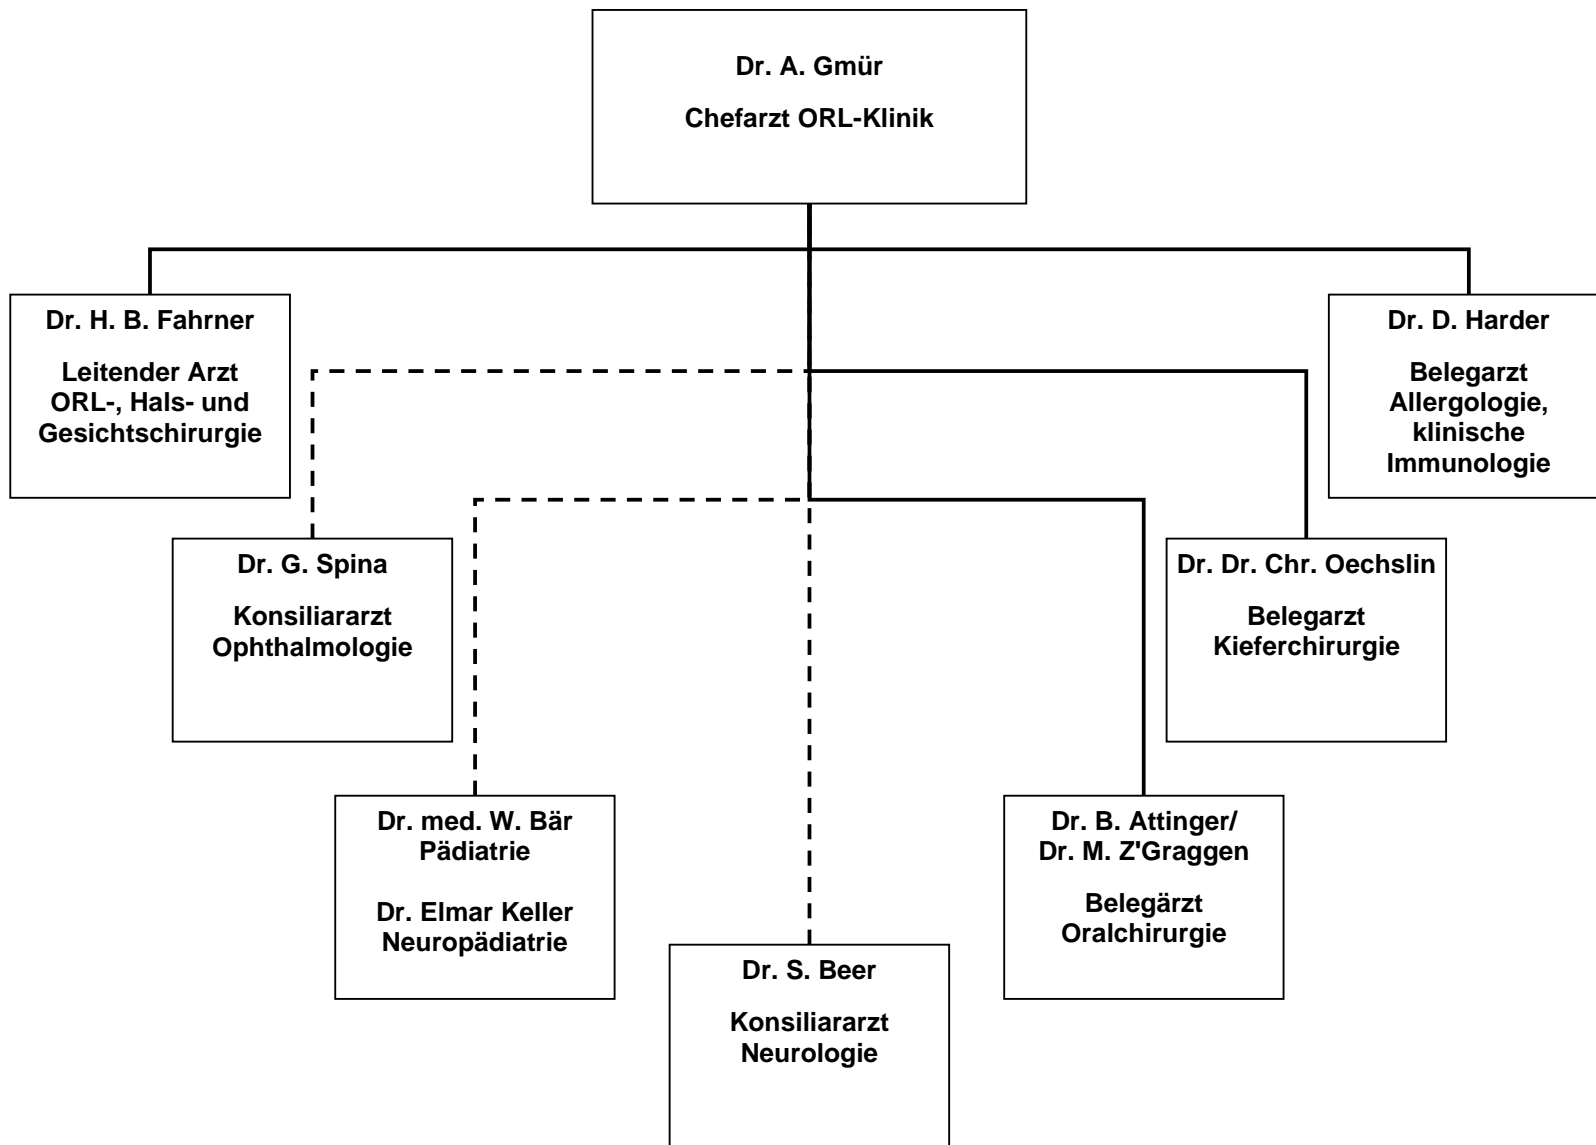 Dr. A. Gmür
Chefarzt ORL-Klinik
Dr. H. B. Fahrner
Leitender Arzt
ORL-, Hals- und
Gesichtschirurgie
Dr. D. Harder
Belegarzt
Allergologie,
klinische
Immunologie
Dr. G. Spina
Konsiliararzt
Ophthalmologie
Dr. Dr. Chr. Oechslin
Belegarzt
Kieferchirurgie
Dr. med. W. Bär
Pädiatrie
Dr. Elmar Keller
Neuropädiatrie
Dr. B. Attinger/
Dr. M. Z'Graggen
Belegärzt
Oralchirurgie
Dr. S. Beer
Konsiliararzt
Neurologie